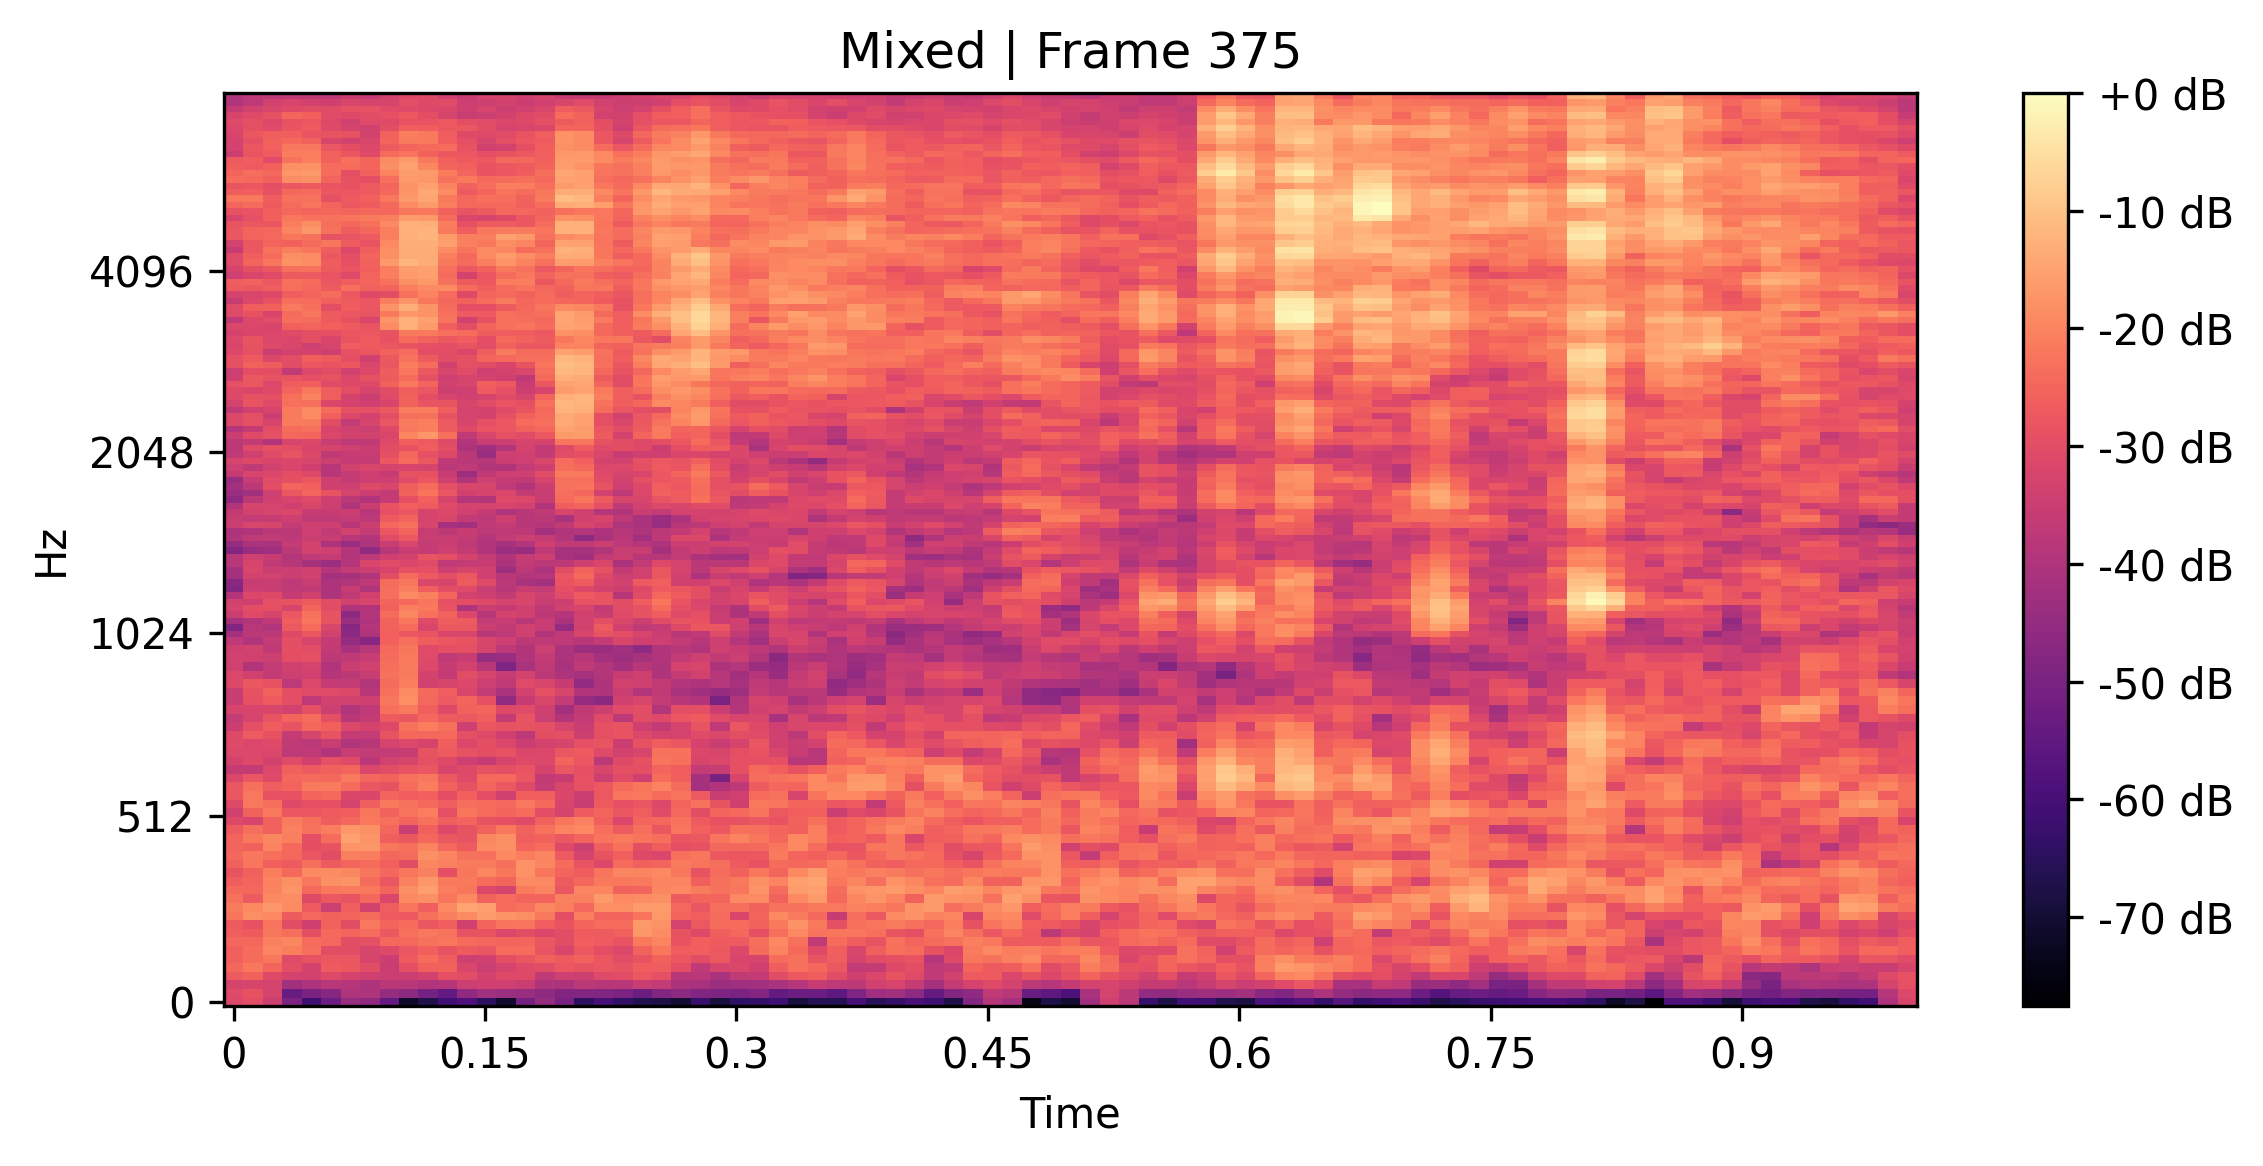 Mixed | Frame 375
Hz
4096
2048
1024
512
0
0 0.15 0.3 0.45 0.6 0.75 0.9
Time
+0 dB
-10 dB
-20 dB
-30 dB
-40 dB
-50 dB
-60 dB
-70 dB